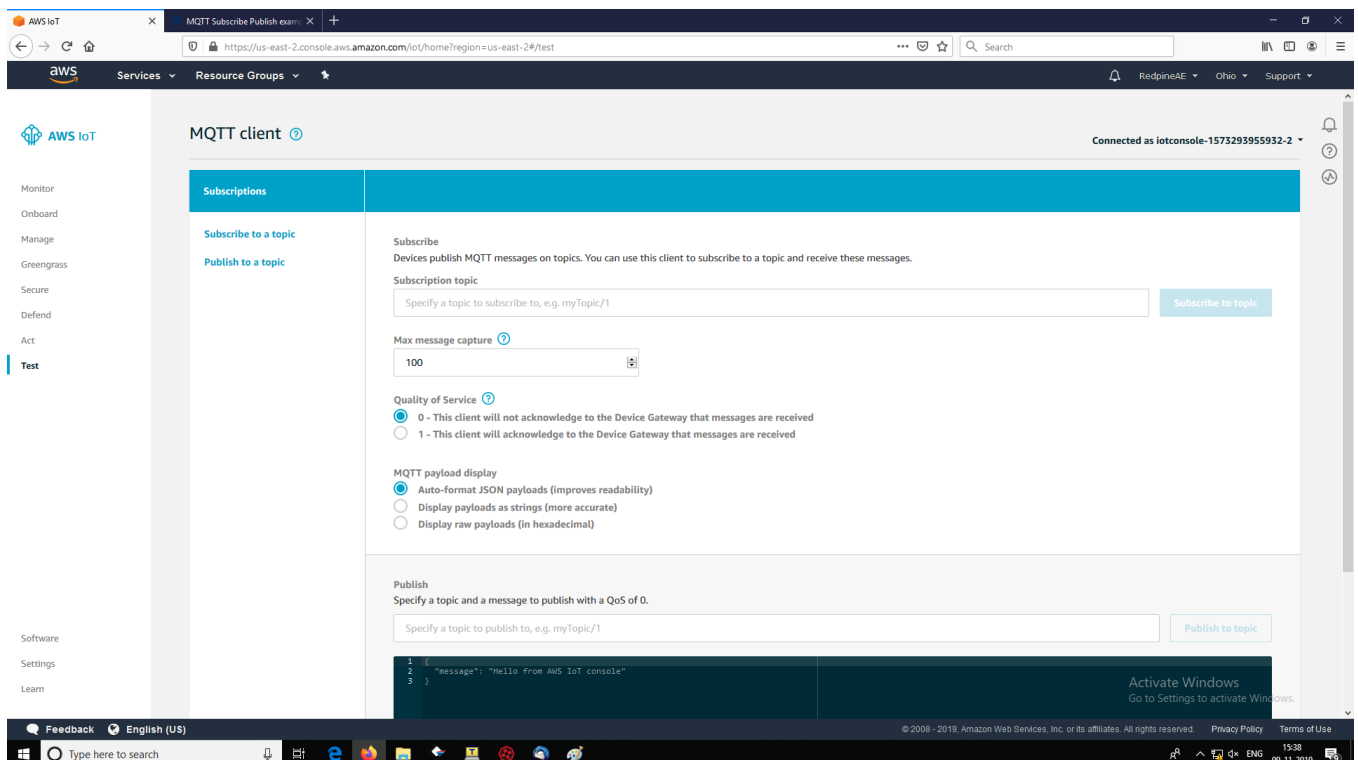 AWS IoT
MQTT Subscribe Publish exam
https://us-east-2.console.aws.amazon.com/iot/home?region=us-east-2#/test
Search
aws
Services
Resource Groups
RedpineAE
Ohio
Support
AWS IoT
MQTT client
Connected as iotconsole-1573293955932-2
Monitor
Onboard
Manage
Greengrass
Secure
Defend
Act
Test
Software
Settings
Learn
Subscriptions
Subscribe to a topic
Publish to a topic
Subscribe
Devices publish MQTT messages on topics. You can use this client to subscribe to a topic and receive these messages.
Subscription topic
Specify a topic to subscribe to, e.g. myTopic/1
Subscribe to topic
Max message capture
100
Quality of Service
0 - This client will not acknowledge to the Device Gateway that messages are received
1 - This client will acknowledge to the Device Gateway that messages are received
MQTT payload display
Auto-format JSON payloads (improves readability)
Display payloads as strings (more accurate)
Display raw payloads (in hexadecimal)
Publish
Specify a topic and a message to publish with a QoS of 0.
Specify a topic to publish to, e.g. myTopic/1
Publish to topic
1 {
2 "message": "Hello from AWS IoT console"
3 }
Activate Windows
Go to Settings to activate Windows.
Feedback
English (US)
© 2008 - 2019, Amazon Web Services, Inc. or its affiliates. All rights reserved.
Privacy Policy
Terms of Use
Type here to search
ENG
15:38
09-11-2019